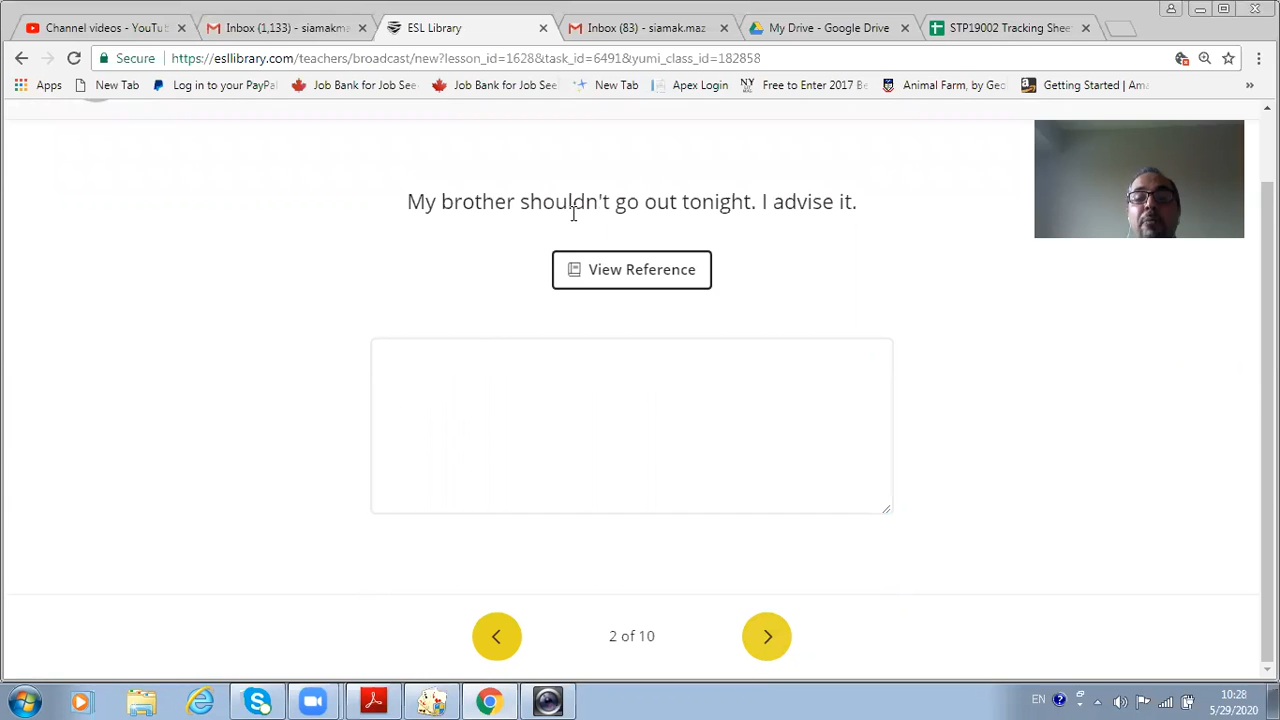 Channel videos - YouTu
Inbox (1,133) - siamakm
ESL Library
Inbox (83) - siamak.maz
My Drive - Google Drive
STP19002 Tracking Shee
Secure
https://esllibrary.com/teachers/broadcast/new?lesson_id=1628&task_id=6491&yumi_class_id=182858
Apps
New Tab
Log in to your PayPal
Job Bank for Job See
Job Bank for Job See
New Tab
Apex Login
NY
Free to Enter 2017 Be
Animal Farm, by Geo
Getting Started | Ama
»
My brother shouldn't go out tonight. I advise it.
View Reference
2 of 10
EN
10:28
5/29/2020